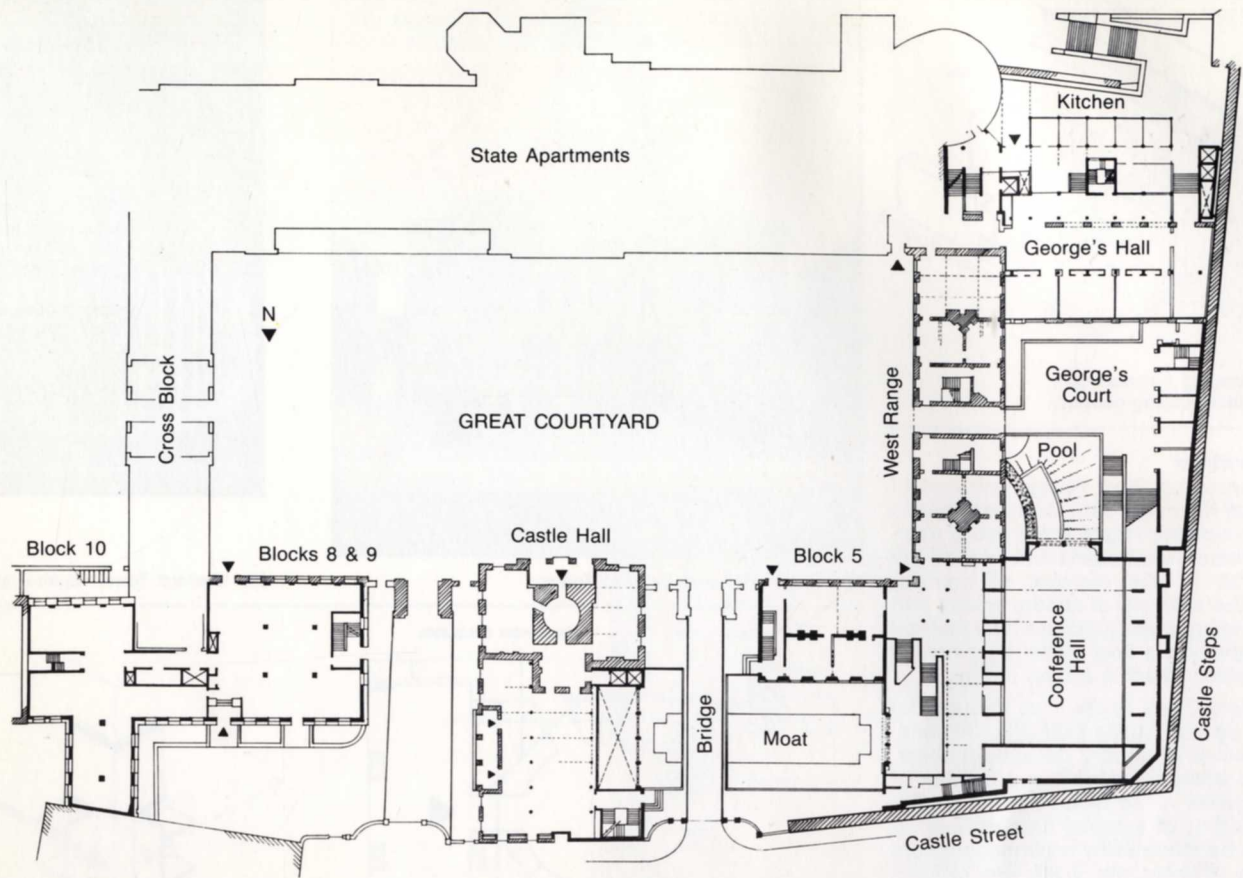 Kitchen
State Apartments
George's Hall
N
Cross Block
GREAT COURTYARD
West Range
George's
Court
Pool
Block 10
Blocks 8 & 9
Castle Hall
Block 5
Conference
Hall
Castle Steps
Bridge
Moat
Castle Street